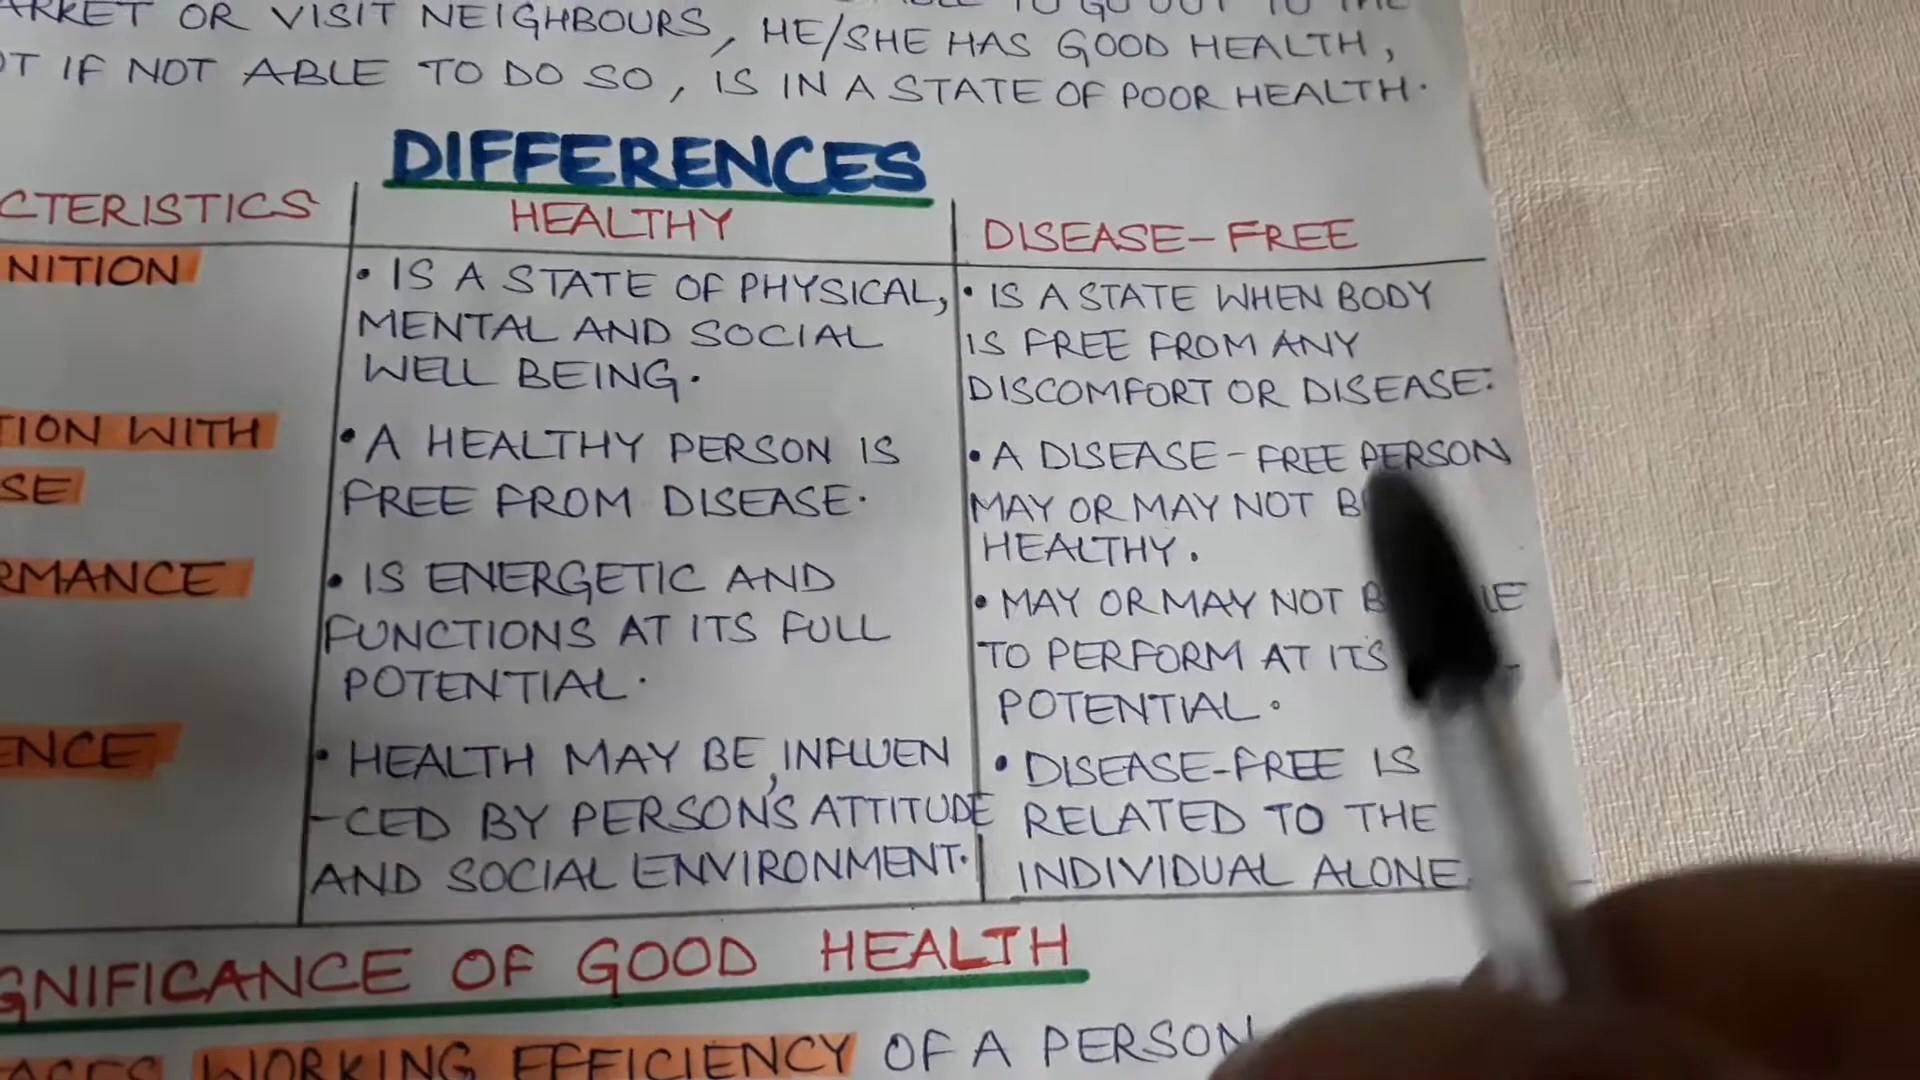 OR VISIT NEIGHBOURS, HE/SHE HAS GOOD HEALTH,
IF NOT ABLE TO DO SO, IS IN A STATE OF POOR HEALTH.
DIFFERENCES
CTERISTICS HEALTHY DISEASE-FREE
NITION
• IS A STATE OF PHYSICAL,
MENTAL AND SOCIAL
WELL BEING.
• IS A STATE WHEN BODY
IS FREE FROM ANY
DISCOMFORT OR DISEASE.
TION WITH
SE
• A HEALTHY PERSON IS
FREE FROM DISEASE.
• A DISEASE-FREE PERSON
MAY OR MAY NOT
HEALTHY.
RMANCE
• IS ENERGETIC AND
FUNCTIONS AT ITS FULL
POTENTIAL.
• MAY OR MAY NOT
TO PERFORM AT ITS
POTENTIAL.
ENCE
• HEALTH MAY BE INFLUEN
-CED BY PERSON'S ATTITUDE
AND SOCIAL ENVIRONMENT.
• DISEASE-FREE IS
RELATED TO THE
INDIVIDUAL ALONE.
GNIFICANCE OF GOOD HEALTH
WORKING EFFICIENCY OF A PERSON